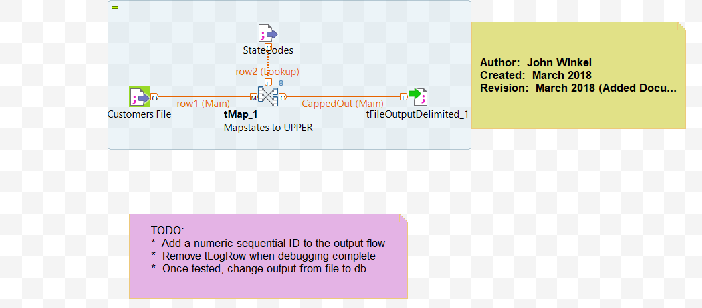 StateCodes
row2 (Lookup)
row1 (Main)
CappedOut (Main)
Customers File
tMap_1
tFileOutputDelimited_1
Mapstates to UPPER
Author:  John Winkel
Created:  March 2018
Revision:  March 2018 (Added Docu...
TODO:
*  Add a numeric sequential ID to the output flow
*  Remove tLogRow when debugging complete
*  Once tested, change output from file to db